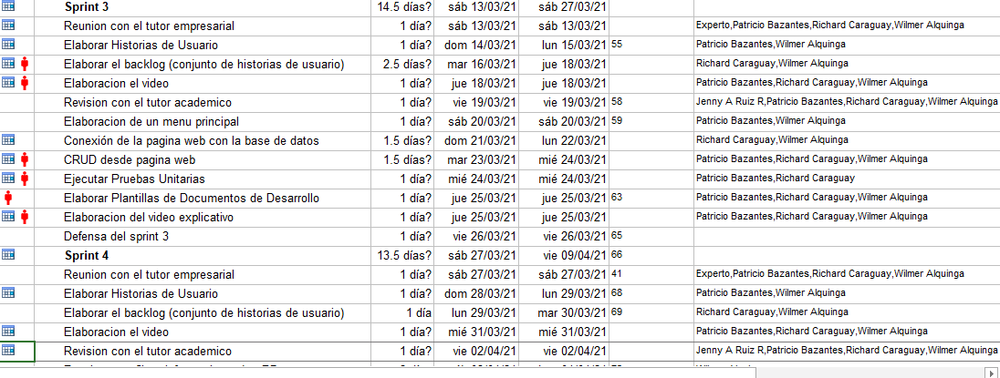 Sprint 3 14.5 días? sáb 13/03/21 sáb 27/03/21
Reunion con el tutor empresarial 1 día? sáb 13/03/21 sáb 13/03/21 Experto,Patricio Bazantes,Richard Caraguay,Wilmer Alquinga
Elaborar Historias de Usuario 1 día? dom 14/03/21 lun 15/03/21 55 Patricio Bazantes,Wilmer Alquinga
Elaborar el backlog (conjunto de historias de usuario) 2.5 días? mar 16/03/21 jue 18/03/21 Richard Caraguay,Wilmer Alquinga
Elaboracion el video 1 día? jue 18/03/21 jue 18/03/21 Patricio Bazantes,Richard Caraguay,Wilmer Alquinga
Revision con el tutor academico 1 día? vie 19/03/21 vie 19/03/21 58 Jenny A Ruiz R,Patricio Bazantes,Richard Caraguay,Wilmer Alquinga
Elaboracion de un menu principal 1 día? sáb 20/03/21 sáb 20/03/21 59 Patricio Bazantes,Wilmer Alquinga
Conexión de la pagina web con la base de datos 1.5 días? dom 21/03/21 lun 22/03/21 Richard Caraguay,Wilmer Alquinga
CRUD desde pagina web 1.5 días? mar 23/03/21 mié 24/03/21 Patricio Bazantes,Richard Caraguay,Wilmer Alquinga
Ejecutar Pruebas Unitarias 1 día? mié 24/03/21 mié 24/03/21 Patricio Bazantes,Richard Caraguay
Elaborar Plantillas de Documentos de Desarrollo 1 día? jue 25/03/21 jue 25/03/21 63 Patricio Bazantes,Richard Caraguay,Wilmer Alquinga
Elaboracion del video explicativo 1 día? jue 25/03/21 jue 25/03/21 Patricio Bazantes,Richard Caraguay,Wilmer Alquinga
Defensa del sprint 3 1 día? vie 26/03/21 vie 26/03/21 65
Sprint 4 13.5 días? sáb 27/03/21 vie 09/04/21 66
Reunion con el tutor empresarial 1 día? sáb 27/03/21 sáb 27/03/21 41 Experto,Patricio Bazantes,Richard Caraguay,Wilmer Alquinga
Elaborar Historias de Usuario 1 día? dom 28/03/21 lun 29/03/21 68 Patricio Bazantes,Wilmer Alquinga
Elaborar el backlog (conjunto de historias de usuario) 1 día lun 29/03/21 mar 30/03/21 69 Richard Caraguay,Wilmer Alquinga
Elaboracion el video 1 día? mié 31/03/21 mié 31/03/21 Patricio Bazantes,Richard Caraguay,Wilmer Alquinga
Revision con el tutor academico 1 día? vie 02/04/21 vie 02/04/21 Jenny A Ruiz R,Patricio Bazantes,Richard Caraguay,Wilmer Alquinga